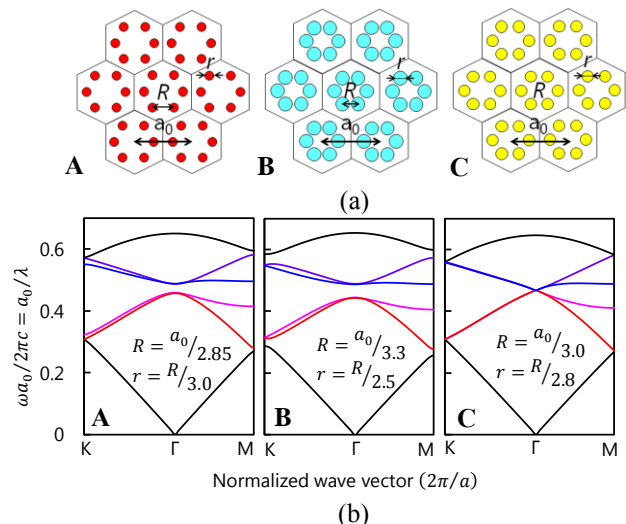 r r r
R R R
a₀ a₀ a₀
A B C
(a)
ωa₀/2πc = a₀/λ
0.6
0.4
0.2
0
R = a₀/2.85
r = R/3.0
A
R = a₀/3.3
r = R/2.5
B
R = a₀/3.0
r = R/2.8
C
K Γ M K Γ M K Γ M
Normalized wave vector (2π/a)
(b)